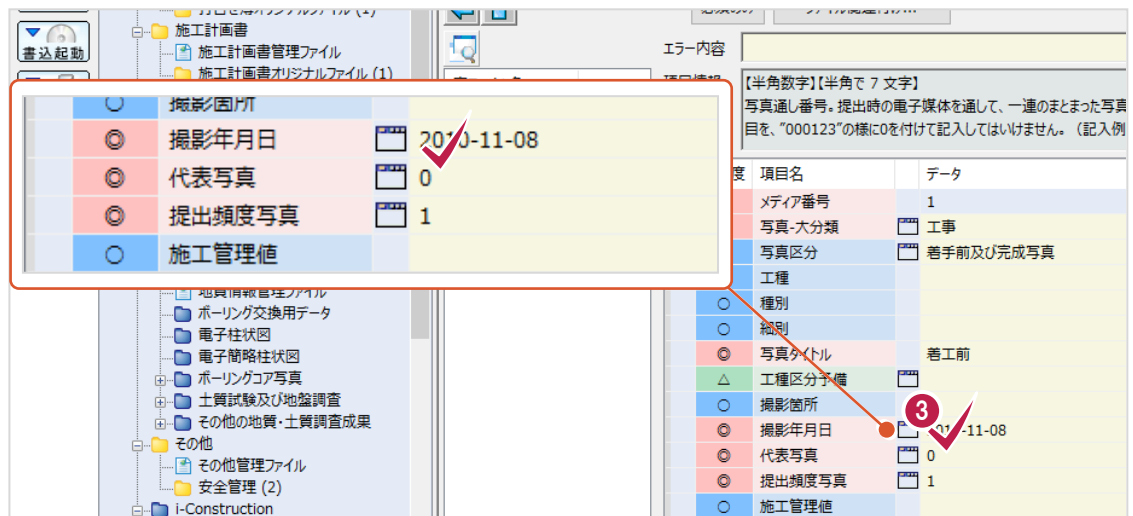 書込起動
施工計画書
施工計画書管理ファイル
施工計画書オリジナルファイル (1)
エラー内容
【半角数字】【半角で 7 文字】
写真通し番号。提出時の電子媒体を通して、一連のまとまった写真
目を、"000123"の様に0を付けて記入してはいけません。（記入例
○ 撮影箇所
◎ 撮影年月日 2010-11-08
◎ 代表写真 0
◎ 提出頻度写真 1
○ 施工管理値
ボーリング交換用データ
電子柱状図
電子簡略柱状図
ボーリングコア写真
土質試験及び地盤調査
その他の地質・土質調査成果
その他
その他管理ファイル
安全管理 (2)
i-Construction
度 項目名 データ
メディア番号 1
写真-大分類 工事
写真区分 着手前及び完成写真
工種
○ 種別
○ 細別
◎ 写真タイトル 着工前
△ 工種区分予備
○ 撮影箇所
3
◎ 撮影年月日 2010-11-08
◎ 代表写真 0
◎ 提出頻度写真 1
○ 施工管理値